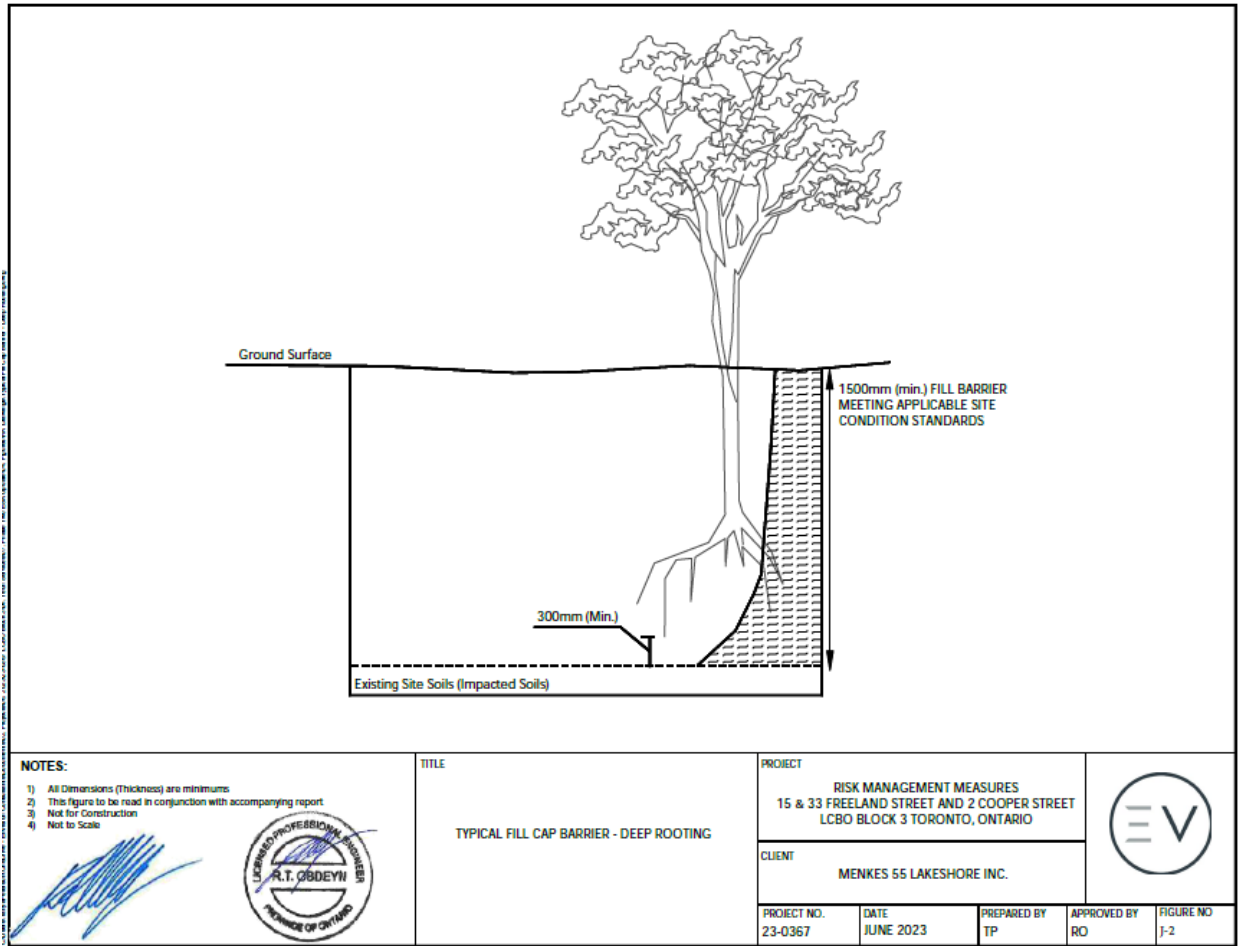 Ground Surface
1500mm (min.) FILL BARRIER
MEETING APPLICABLE SITE
CONDITION STANDARDS
300mm (Min.)
Existing Site Soils (Impacted Soils)
NOTES:
1) All Dimensions (Thickness) are minimums
2) This figure to be read in conjunction with accompanying report
3) Not for Construction
4) Not to Scale
LICENSED PROFESSIONAL ENGINEER
R.T. OBDEYN
PROVINCE OF ONTARIO
TITLE
TYPICAL FILL CAP BARRIER - DEEP ROOTING
PROJECT
RISK MANAGEMENT MEASURES
15 & 33 FREELAND STREET AND 2 COOPER STREET
LCBO BLOCK 3 TORONTO, ONTARIO
CLIENT
MENKES 55 LAKESHORE INC.
EV
PROJECT NO.
23-0367
DATE
JUNE 2023
PREPARED BY
TP
APPROVED BY
RO
FIGURE NO
J-2